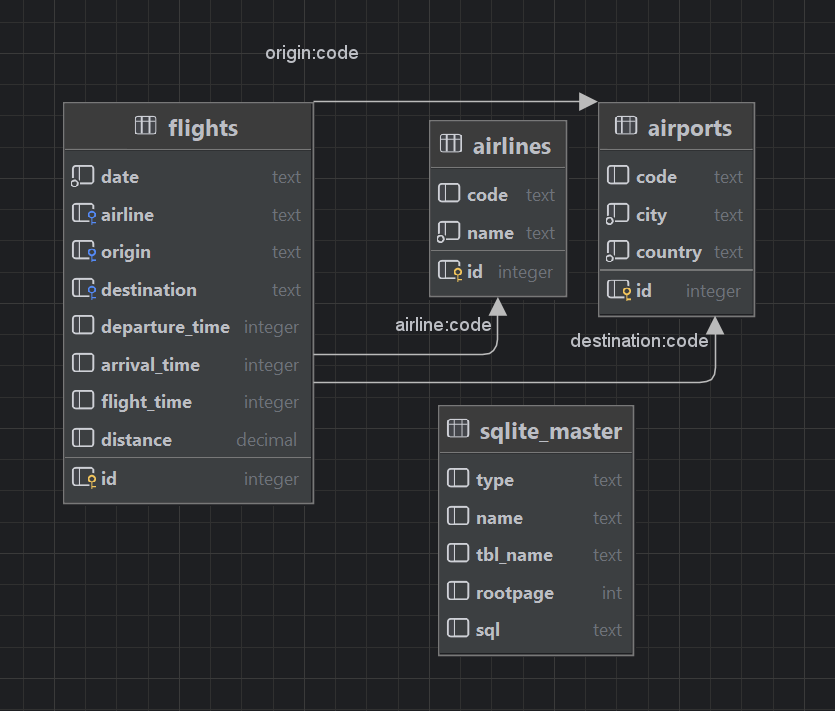 origin:code
flights
date text
airline text
origin text
destination text
departure_time integer
arrival_time integer
flight_time integer
distance decimal
id integer
airlines
code text
name text
id integer
airports
code text
city text
country text
id integer
airline:code
destination:code
sqlite_master
type text
name text
tbl_name text
rootpage int
sql text